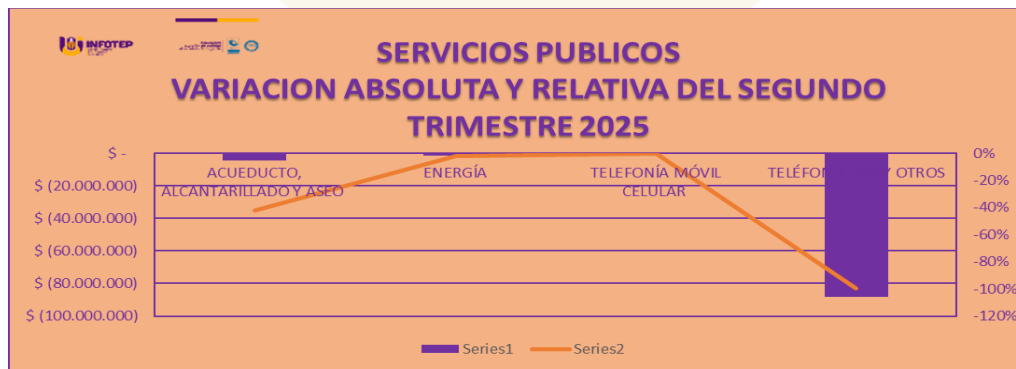 INFOTEP
SERVICIOS PUBLICOS
VARIACION ABSOLUTA Y RELATIVA DEL SEGUNDO
TRIMESTRE 2025
$ -
$ (20.000.000)
$ (40.000.000)
$ (60.000.000)
$ (80.000.000)
$ (100.000.000)
ACUEDUCTO,
ALCANTARILLADO Y ASEO
ENERGÍA
TELEFONÍA MÓVIL
CELULAR
Y OTROS
0%
-20%
-40%
-60%
-80%
-100%
-120%
Series1
Series2